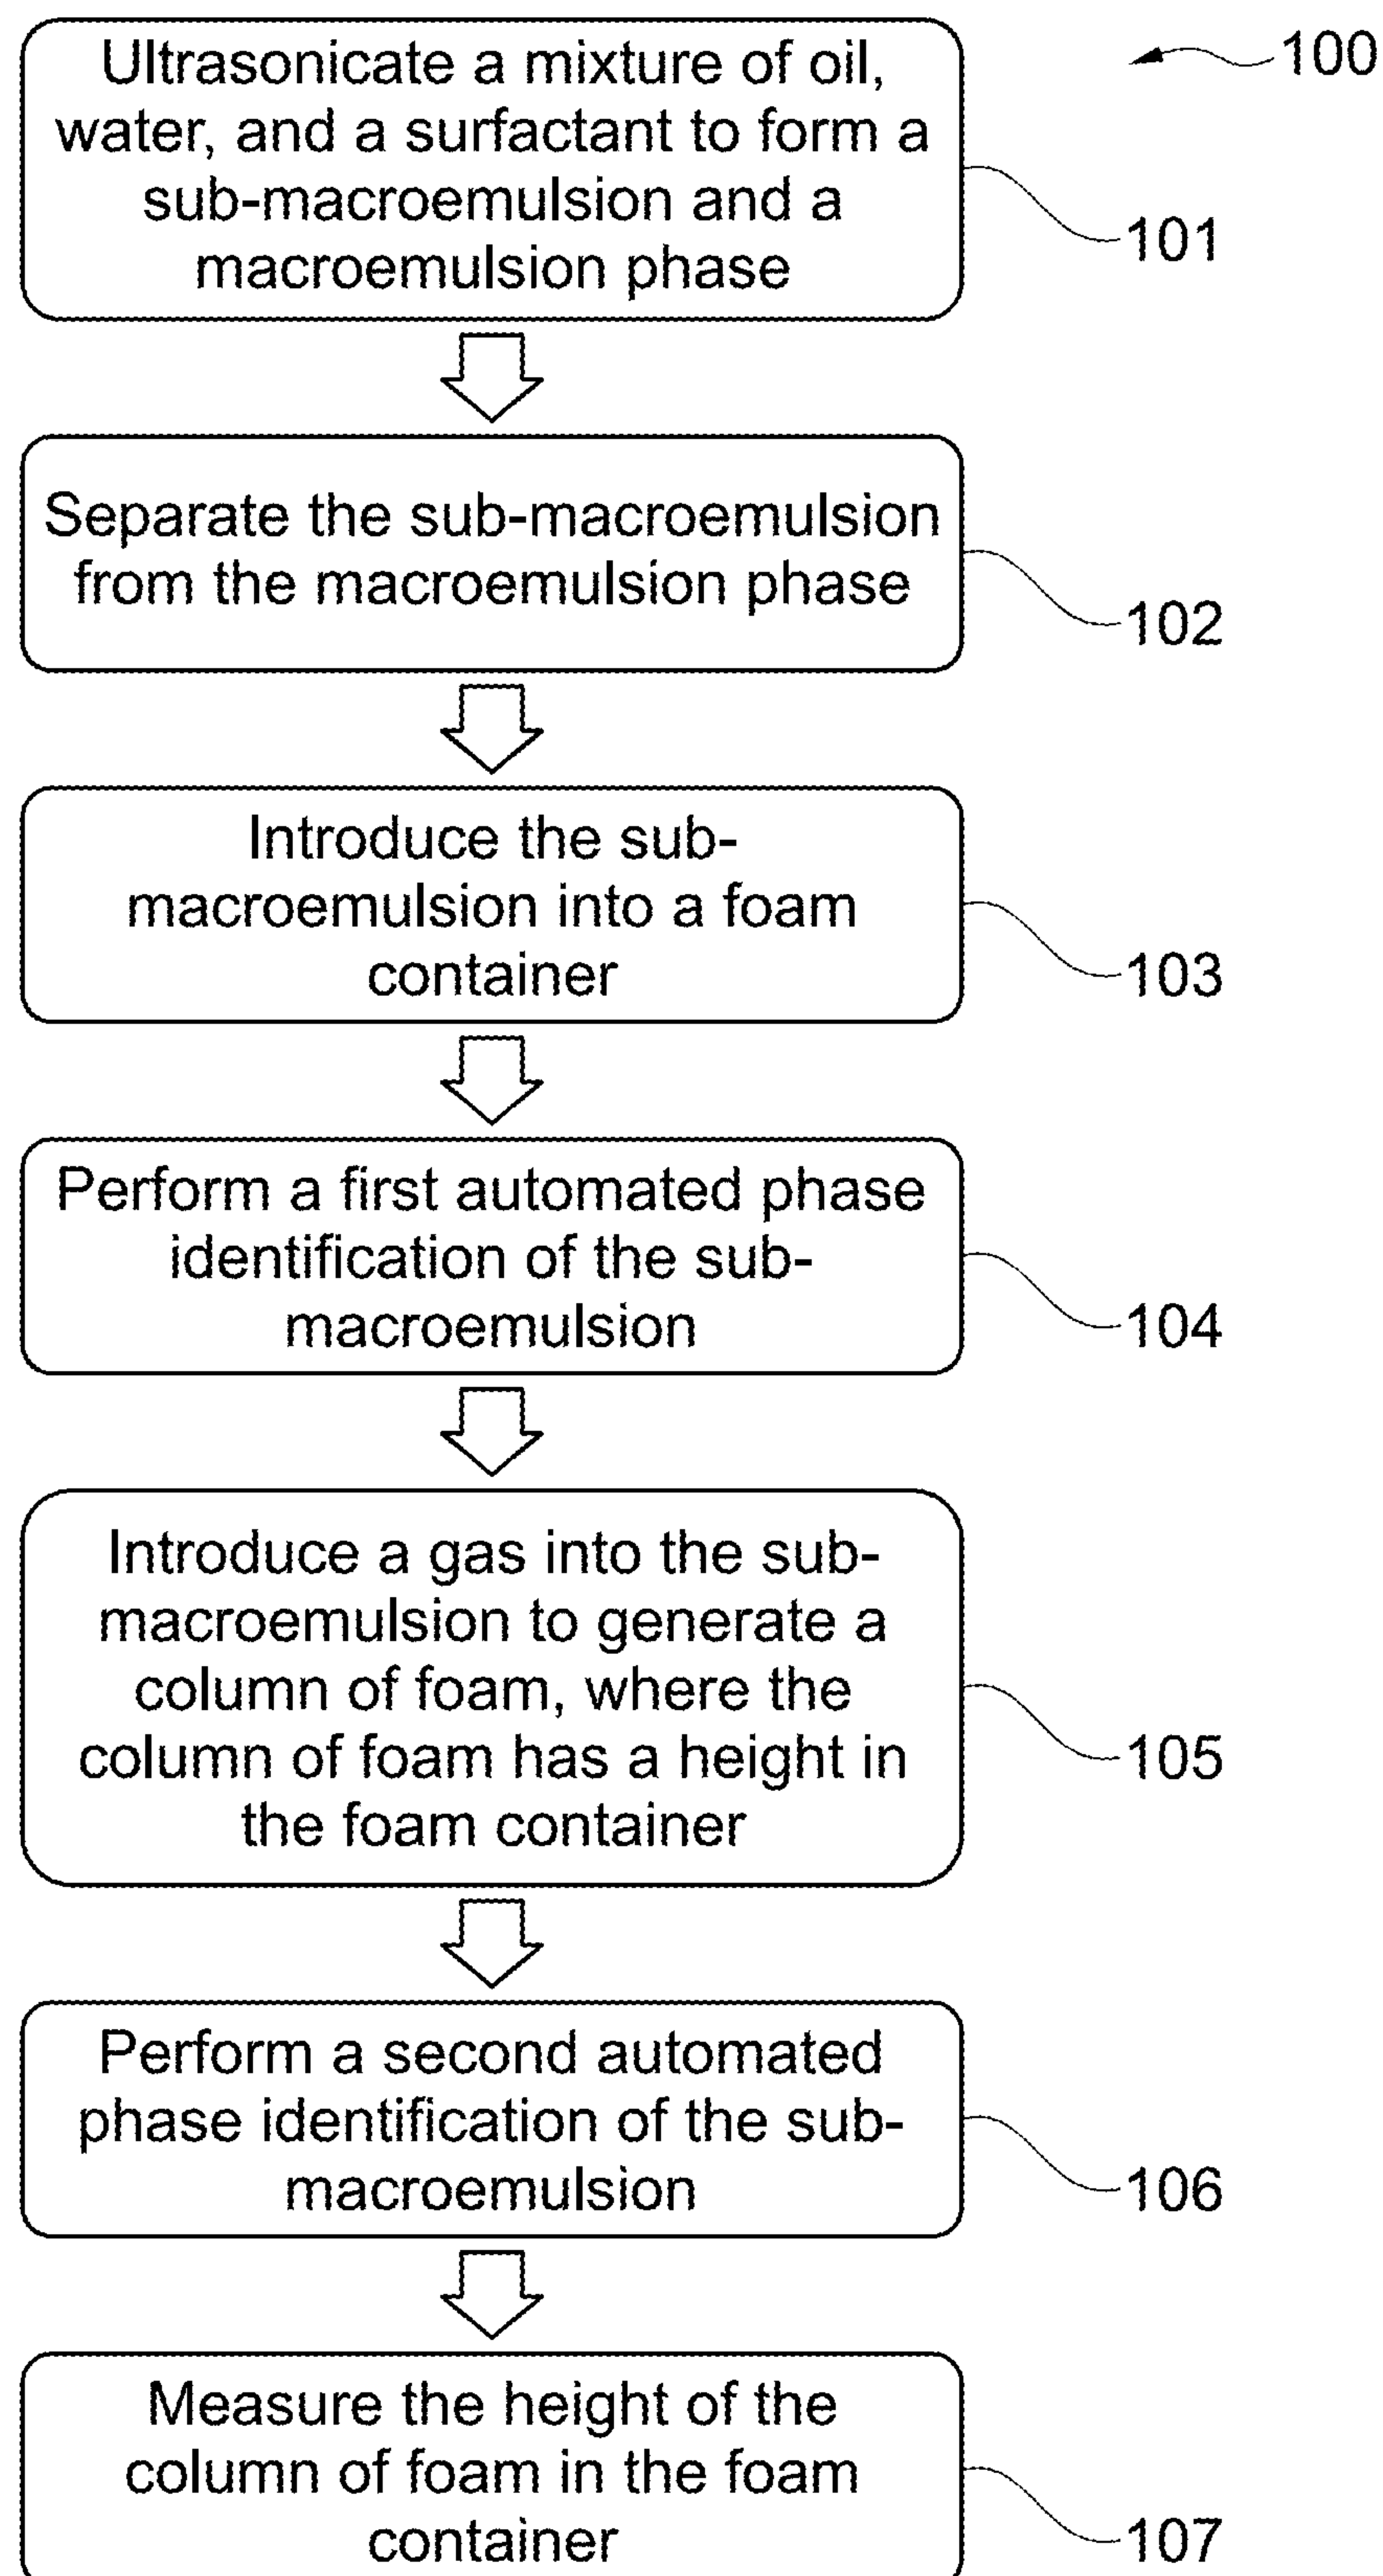 100
Ultrasonicate a mixture of oil,
water, and a surfactant to form a
sub-macroemulsion and a
macroemulsion phase
101
Separate the sub-macroemulsion
from the macroemulsion phase
102
Introduce the sub-
macroemulsion into a foam
container
103
Perform a first automated phase
identification of the sub-
macroemulsion
104
Introduce a gas into the sub-
macroemulsion to generate a
column of foam, where the
column of foam has a height in
the foam container
105
Perform a second automated
phase identification of the sub-
macroemulsion
106
Measure the height of the
column of foam in the foam
container
107